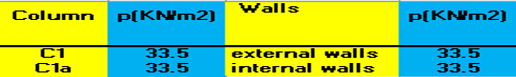 Column p(KN/m2) Walls p(KN/m2)
C1 33.5 external walls 33.5
C1a 33.5 internal walls 33.5